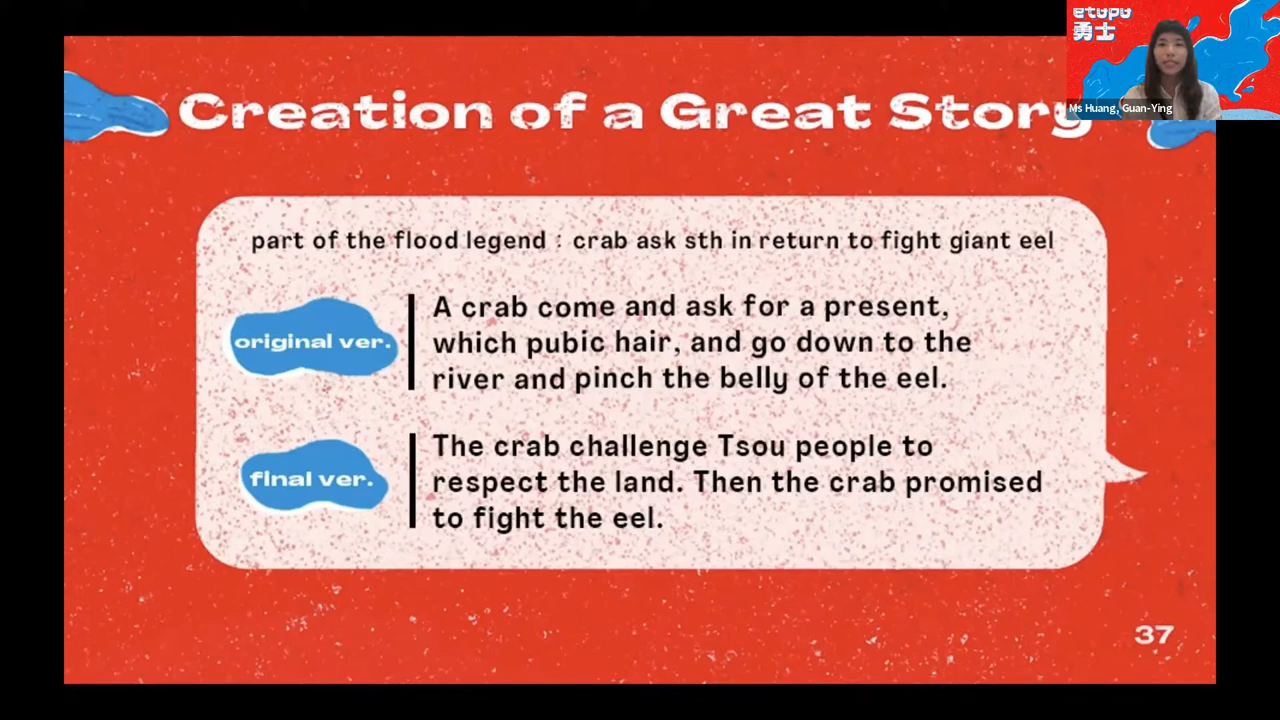 Creation of a Great Story
etupu
勇士
Ms Huang, Guan-Ying
part of the flood legend : crab ask sth in return to fight giant eel
original ver.
A crab come and ask for a present,
which pubic hair, and go down to the
river and pinch the belly of the eel.
final ver.
The crab challenge Tsou people to
respect the land. Then the crab promised
to fight the eel.
37